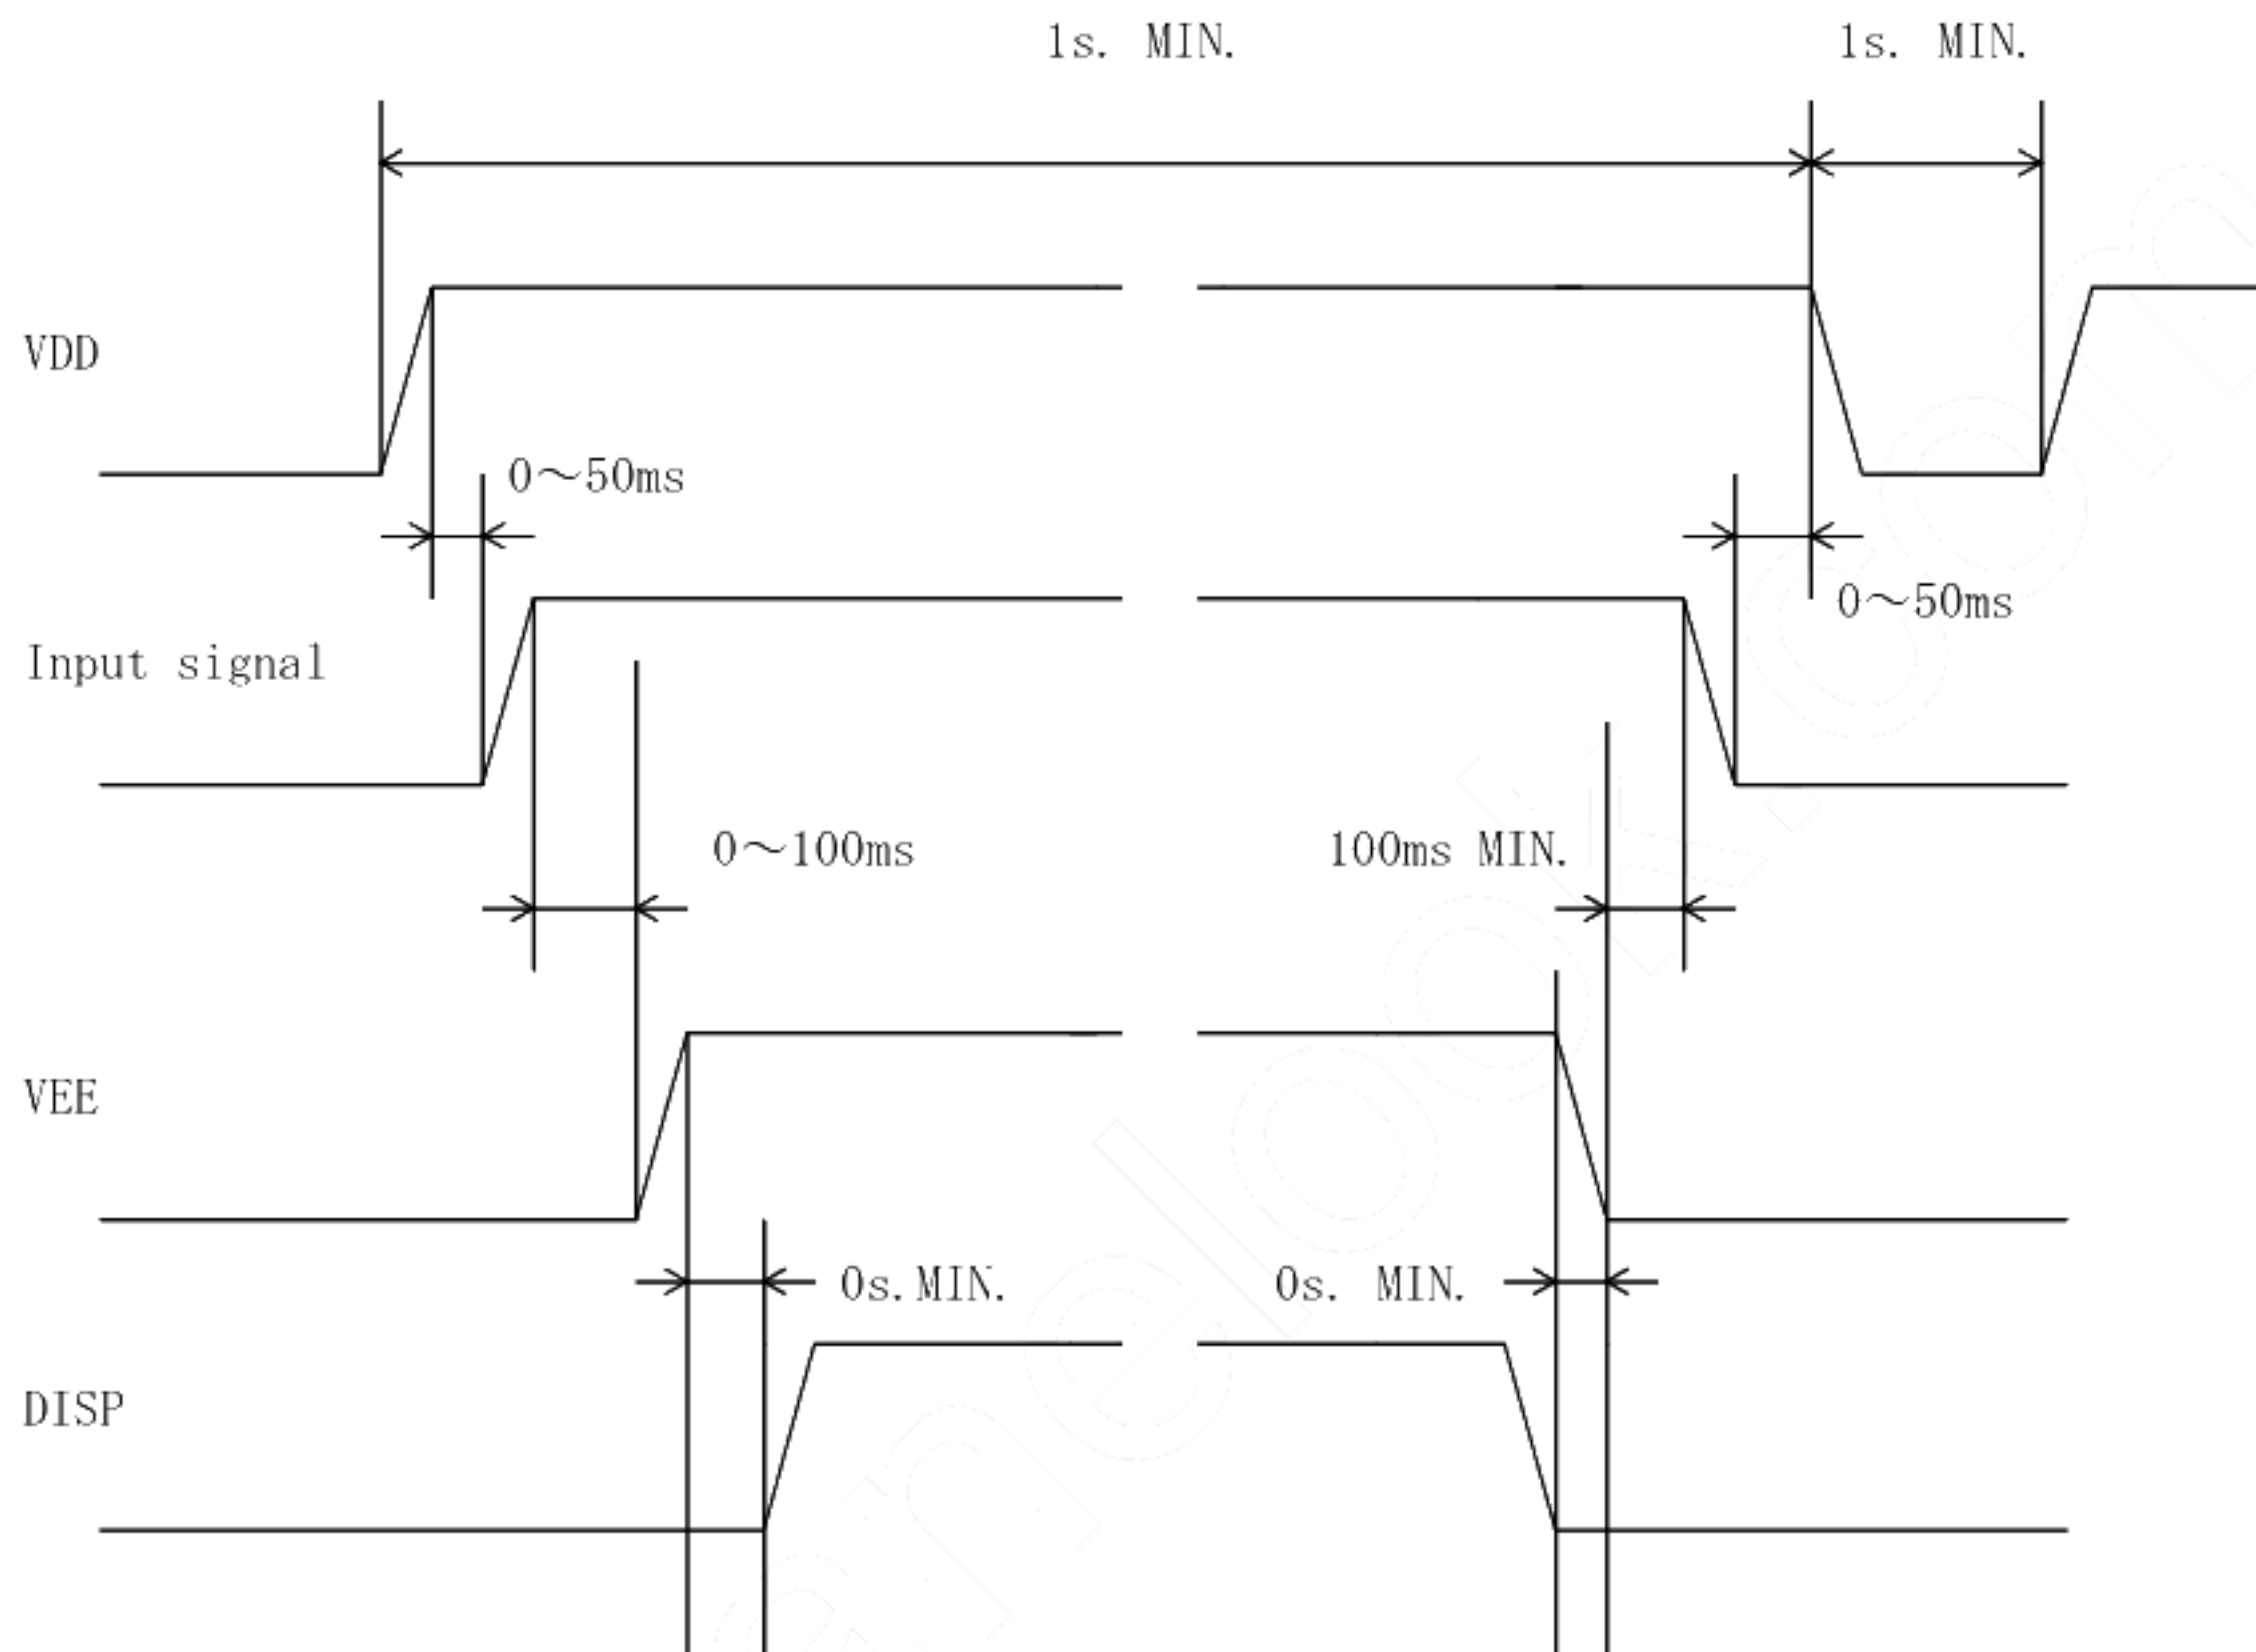 1s. MIN. 1s. MIN.
VDD
0～50ms
0～50ms
Input signal
0～100ms 100ms MIN.
VEE
0s.MIN. 0s. MIN.
DISP